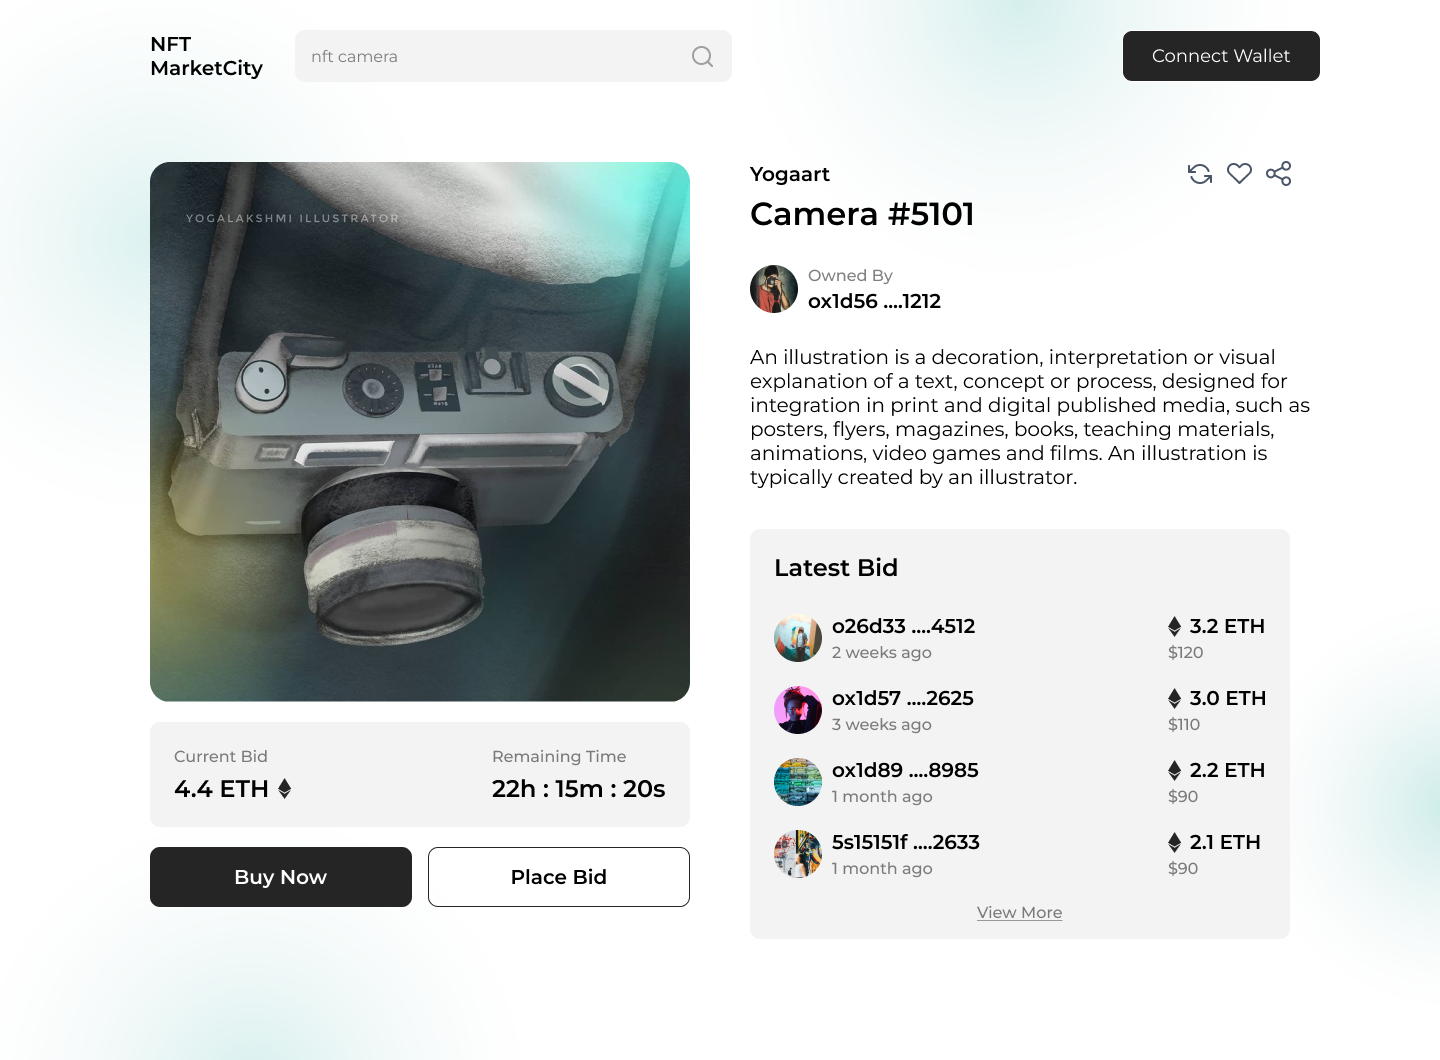 NFT
MarketCity
nft camera
Connect Wallet
YOGALAKSHMI ILLUSTRATOR
Yogaart
Camera #5101
Owned By
ox1d56 ....1212
An illustration is a decoration, interpretation or visual
explanation of a text, concept or process, designed for
integration in print and digital published media, such as
posters, flyers, magazines, books, teaching materials,
animations, video games and films. An illustration is
typically created by an illustrator.
Current Bid
4.4 ETH
Remaining Time
22h : 15m : 20s
Buy Now
Place Bid
Latest Bid
o26d33 ....4512
3.2 ETH
2 weeks ago
$120
ox1d57 ....2625
3.0 ETH
3 weeks ago
$110
ox1d89 ....8985
2.2 ETH
1 month ago
$90
5s15151f ....2633
2.1 ETH
1 month ago
$90
View More